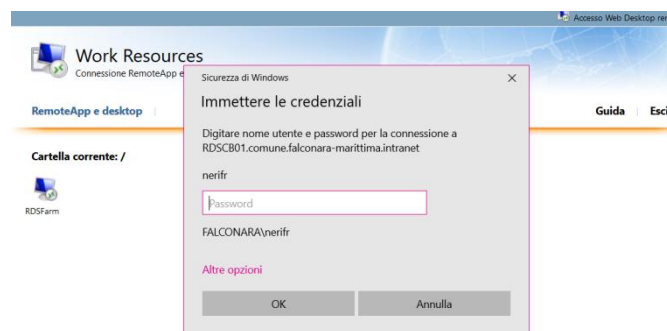 Accesso Web Desktop
Work Resources
Connessione RemoteApp e
RemoteApp e desktop
Guida
Esci
Cartella corrente: /
RDSFarm
Sicurezza di Windows
Immettere le credenziali
Digitare nome utente e password per la connessione a
RDSCB01.comune.falconara-marittima.intranet
nerifr
Password
FALCONARA\nerifr
Altre opzioni
OK
Annulla